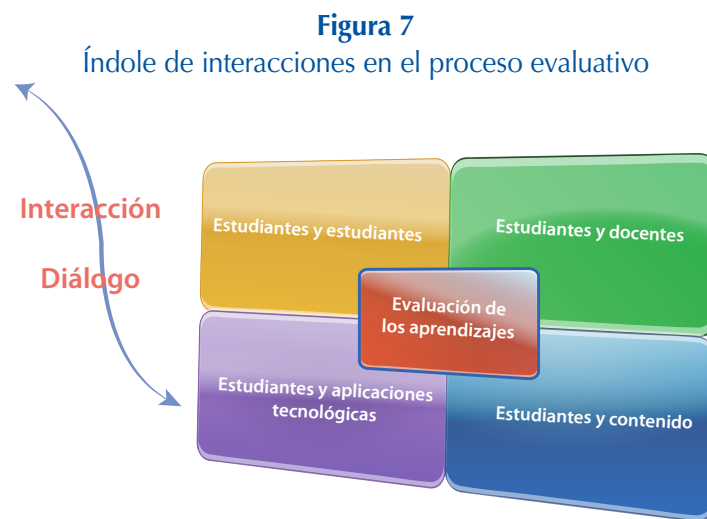 Figura 7
Índole de interacciones en el proceso evaluativo
Interacción
Diálogo
Estudiantes y estudiantes
Estudiantes y docentes
Evaluación de
los aprendizajes
Estudiantes y aplicaciones
tecnológicas
Estudiantes y contenido